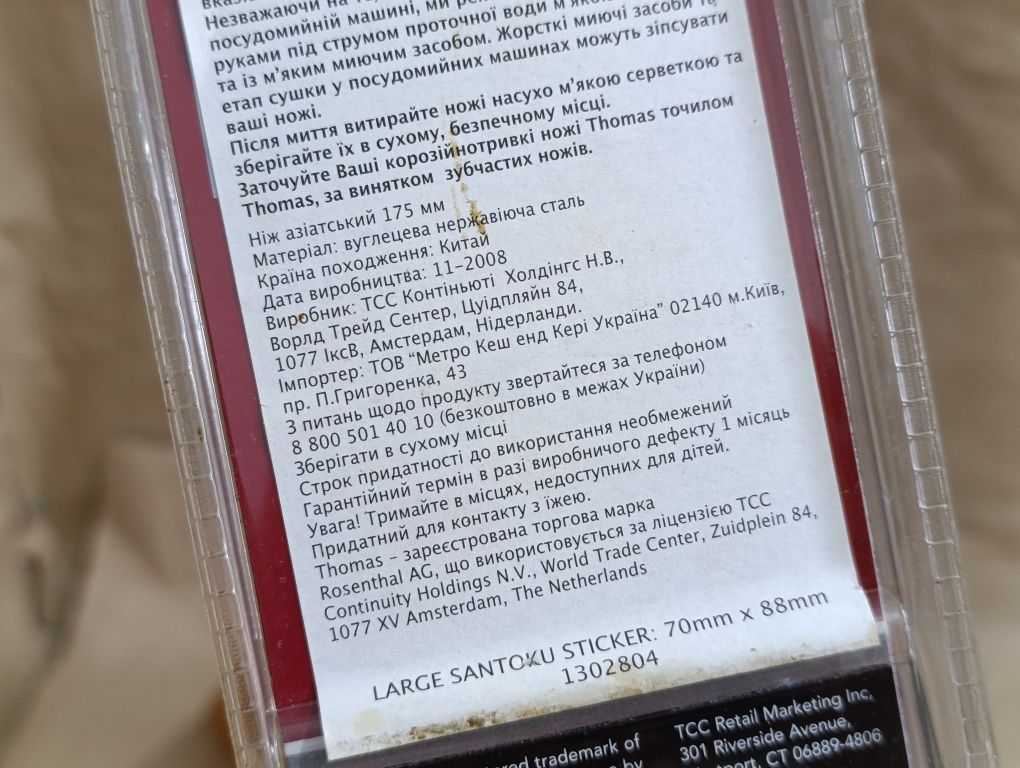 Незважаючи на
посудомийній машині, ми
руками під струмом проточної води
та із м'яким миючим засобом. Жорсткі миючі засоби та
етап сушки у посудомийних машинах можуть зіпсувати
ваші ножі.
Після миття витирайте ножі насухо м'якою серветкою та
зберігайте їх в сухому, безпечному місці.
Заточуйте Ваші корозійнотривкі ножі Thomas точилом
Thomas, за винятком зубчастих ножів.
Ніж азіатський 175 мм
Матеріал: вуглецева нержавіюча сталь
Країна походження: Китай
Дата виробництва: 11-2008
Виробник: ТСС Контіньюті Холдінгс Н.В.,
Ворлд Трейд Сентер, Цуідпляйн 84,
1077 ІксВ, Амстердам, Нідерланди.
Імпортер: ТОВ "Метро Кеш енд Кері Україна" 02140 м.Київ,
пр. П.Григоренка, 43
З питань щодо продукту звертайтеся за телефоном
8 800 501 40 10 (безкоштовно в межах України)
Зберігати в сухому місці
Строк придатності до використання необмежений
Гарантійний термін в разі виробничого дефекту 1 місяць
Увага! Тримайте в місцях, недоступних для дітей.
Придатний для контакту з їжею.
Thomas – зареєстрована торгова марка
Rosenthal AG, що використовується за ліцензією TCC
Continuity Holdings N.V., World Trade Center, Zuidplein 84,
1077 XV Amsterdam, The Netherlands
LARGE SANTOKU STICKER: 70mm x 88mm
1302804
trademark of
by
TCC Retail Marketing Inc,
301 Riverside Avenue,
CT 06889-4806